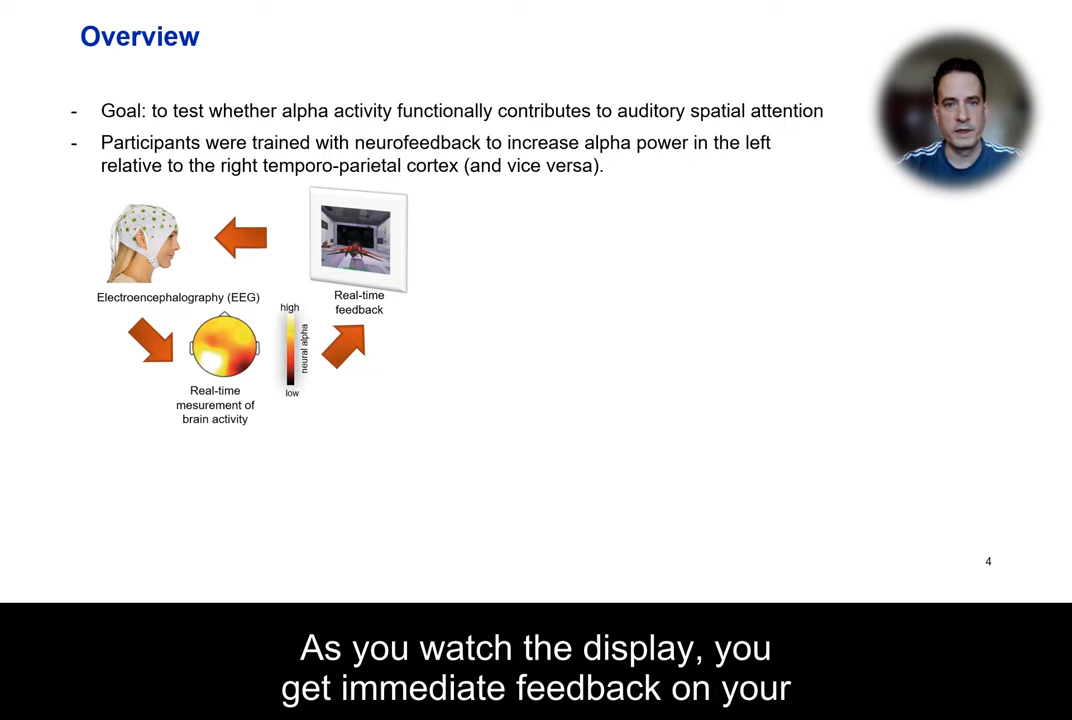 Overview
- Goal: to test whether alpha activity functionally contributes to auditory spatial attention
- Participants were trained with neurofeedback to increase alpha power in the left
relative to the right temporo-parietal cortex (and vice versa).
Electroencephalography (EEG)
Real-time
feedback
high
neural alpha
low
Real-time
mesurement of
brain activity
4
As you watch the display, you
get immediate feedback on your